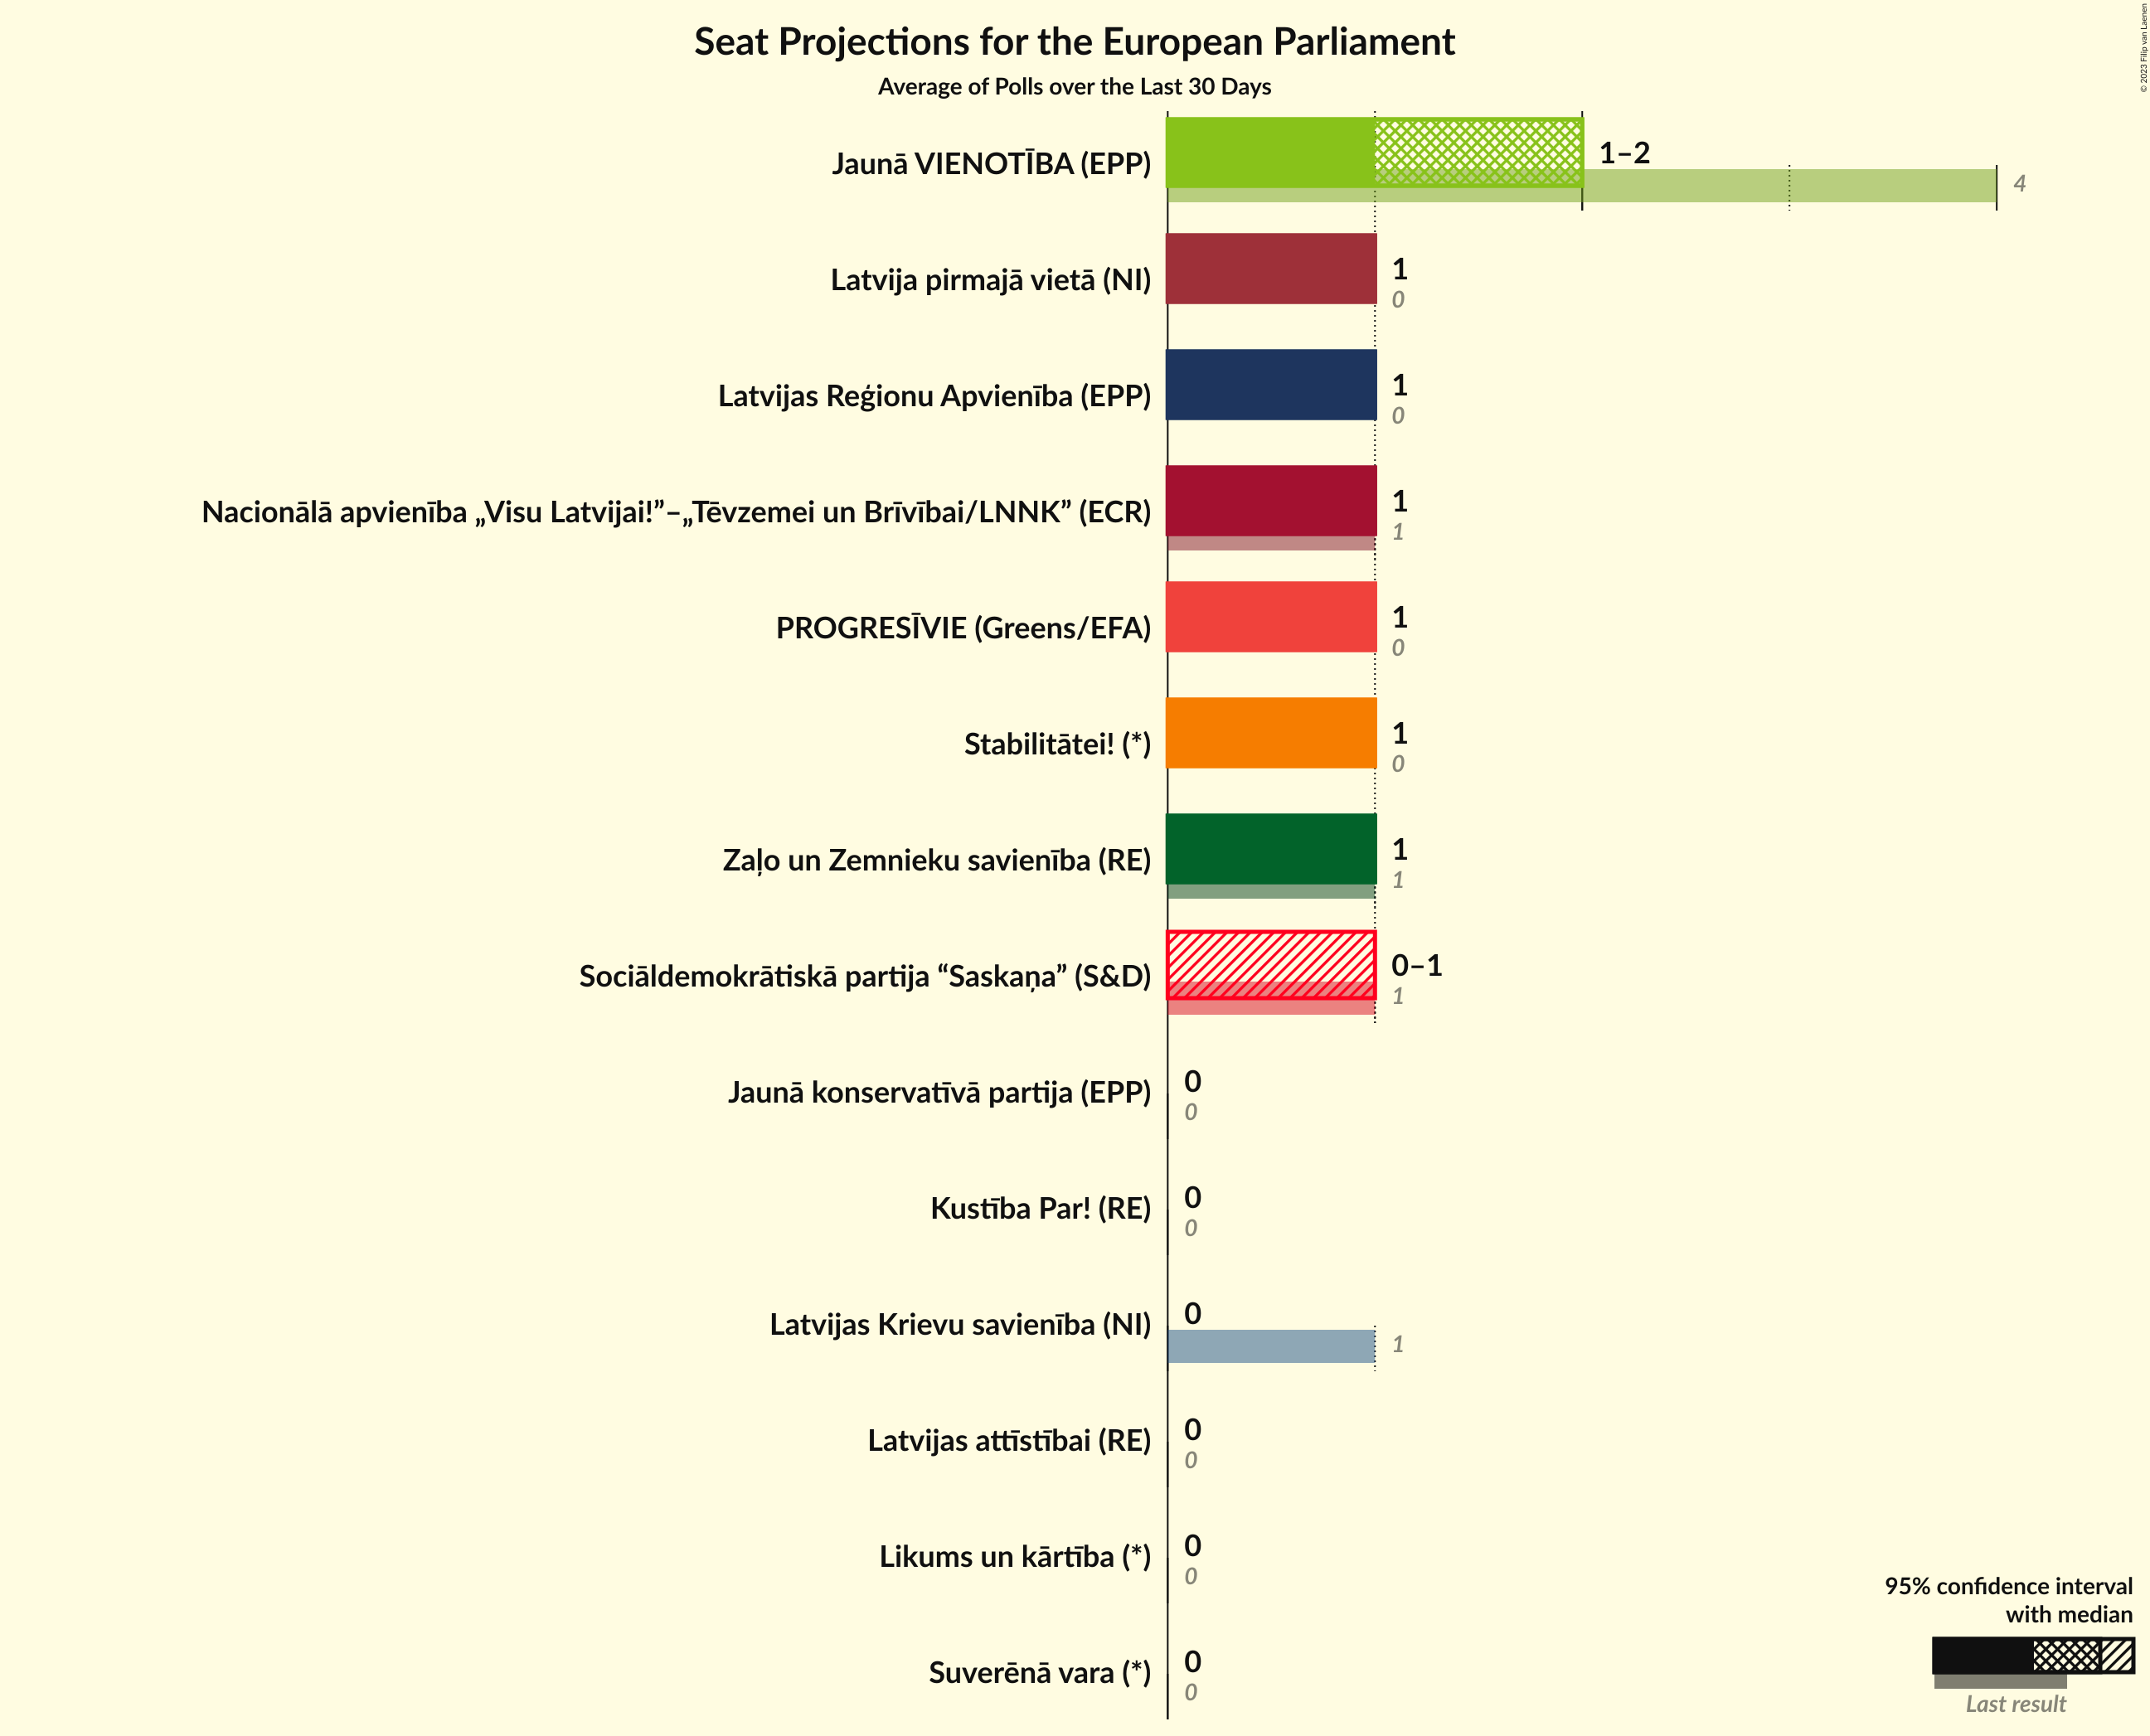 Seat Projections for the European Parliament
Average of Polls over the Last 30 Days
© 2023 Filip van Laenen
Jaunā VIENOTĪBA (EPP)
1–2
4
Latvija pirmajā vietā (NI)
1
0
Latvijas Reģionu Apvienība (EPP)
1
0
Nacionālā apvienība „Visu Latvijai!”–„Tēvzemei un Brīvībai/LNNK” (ECR)
1
1
PROGRESĪVIE (Greens/EFA)
1
0
Stabilitātei! (*)
1
0
Zaļo un Zemnieku savienība (RE)
1
1
Sociāldemokrātiskā partija “Saskaņa” (S&D)
0–1
1
Jaunā konservatīvā partija (EPP)
0
0
Kustība Par! (RE)
0
0
Latvijas Krievu savienība (NI)
0
1
Latvijas attīstībai (RE)
0
0
Likums un kārtība (*)
0
0
Suverēnā vara (*)
0
0
95% confidence interval
with median
Last result